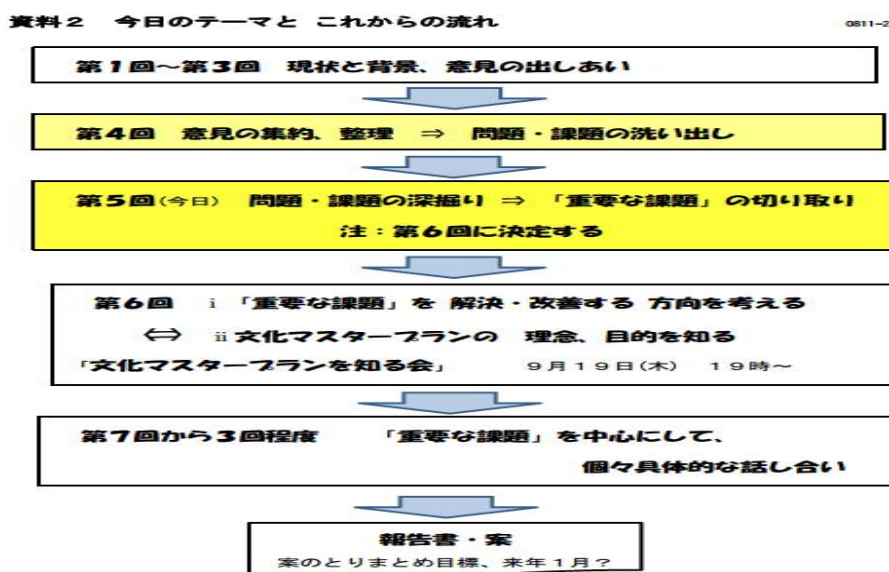 資料2 今日のテーマと これからの流れ
0811-2
第1回～第3回 現状と背景、意見の出しあい
第4回 意見の集約、整理 ⇒ 問題・課題の洗い出し
第5回(今日) 問題・課題の深掘り ⇒ 「重要な課題」の切り取り
注：第6回に決定する
第6回 ⅰ「重要な課題」を 解決・改善する 方向を考える
⇔ ⅱ文化マスタープランの 理念、目的を知る
「文化マスタープランを知る会」 9月19日(木) 19時～
第7回から3回程度 「重要な課題」を中心にして、
個々具体的な話し合い
報告書・案
案のとりまとめ目標、来年1月？